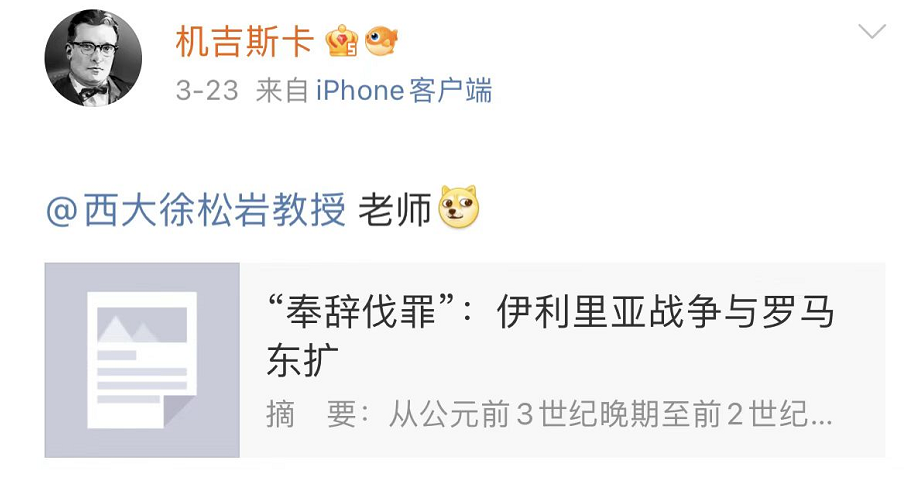 机吉斯卡
3-23 来自 iPhone客户端
@西大徐松岩教授 老师
“奉辞伐罪”：伊利里亚战争与罗马
东扩
摘　要：从公元前3世纪晚期至前2世纪...